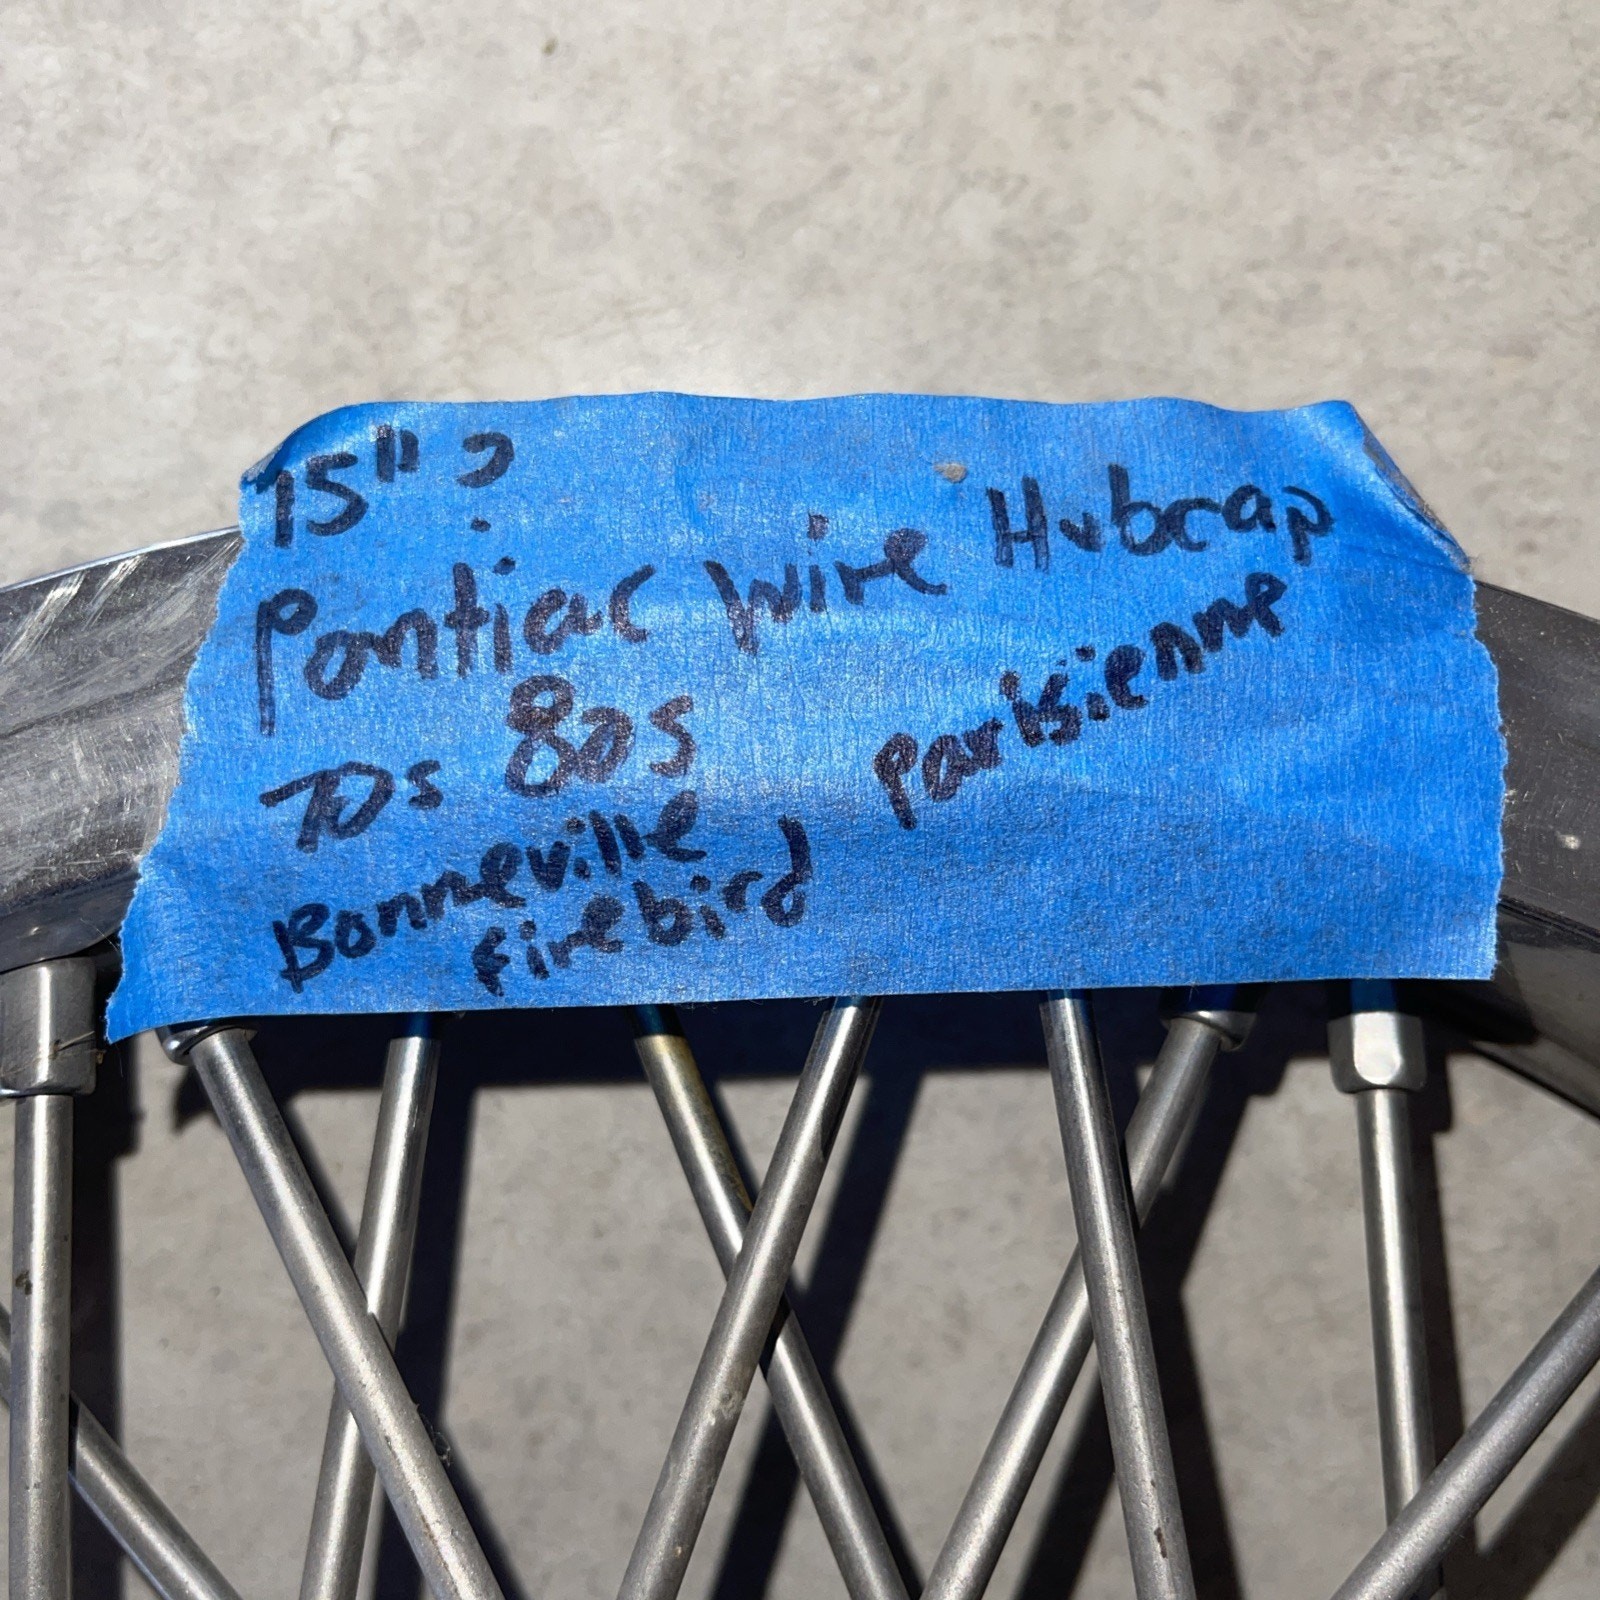 15" ?
Pontiac Wire Hubcap
70s 80s Parisienne
Bonneville
Firebird